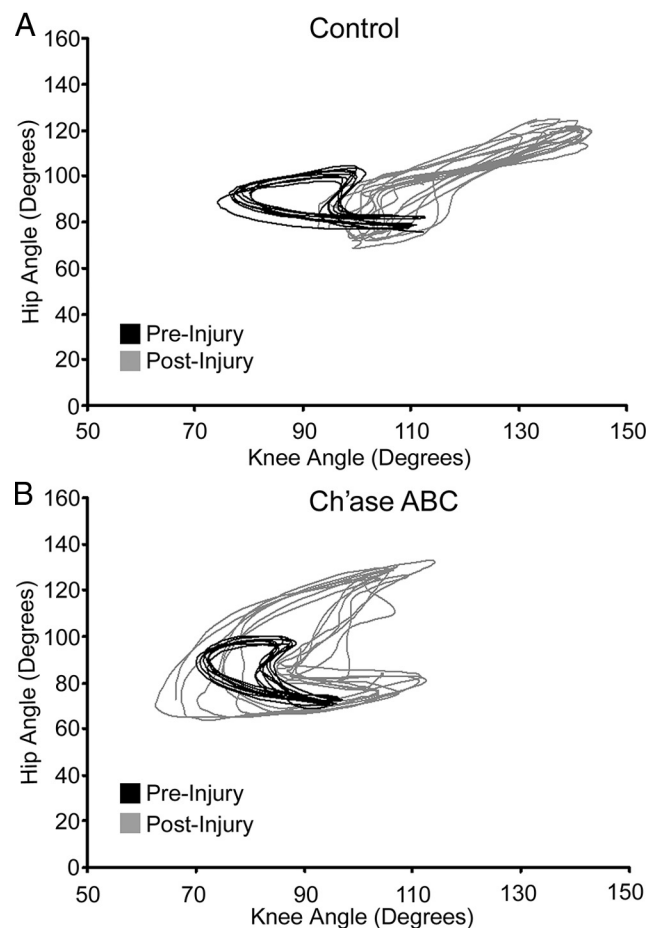 A
Control
160
140
120
100
80
60
40
20
0
Hip Angle (Degrees)
Pre-Injury
Post-Injury
50 70 90 110 130 150
Knee Angle (Degrees)
B
Ch'ase ABC
160
140
120
100
80
60
40
20
0
Hip Angle (Degrees)
Pre-Injury
Post-Injury
50 70 90 110 130 150
Knee Angle (Degrees)